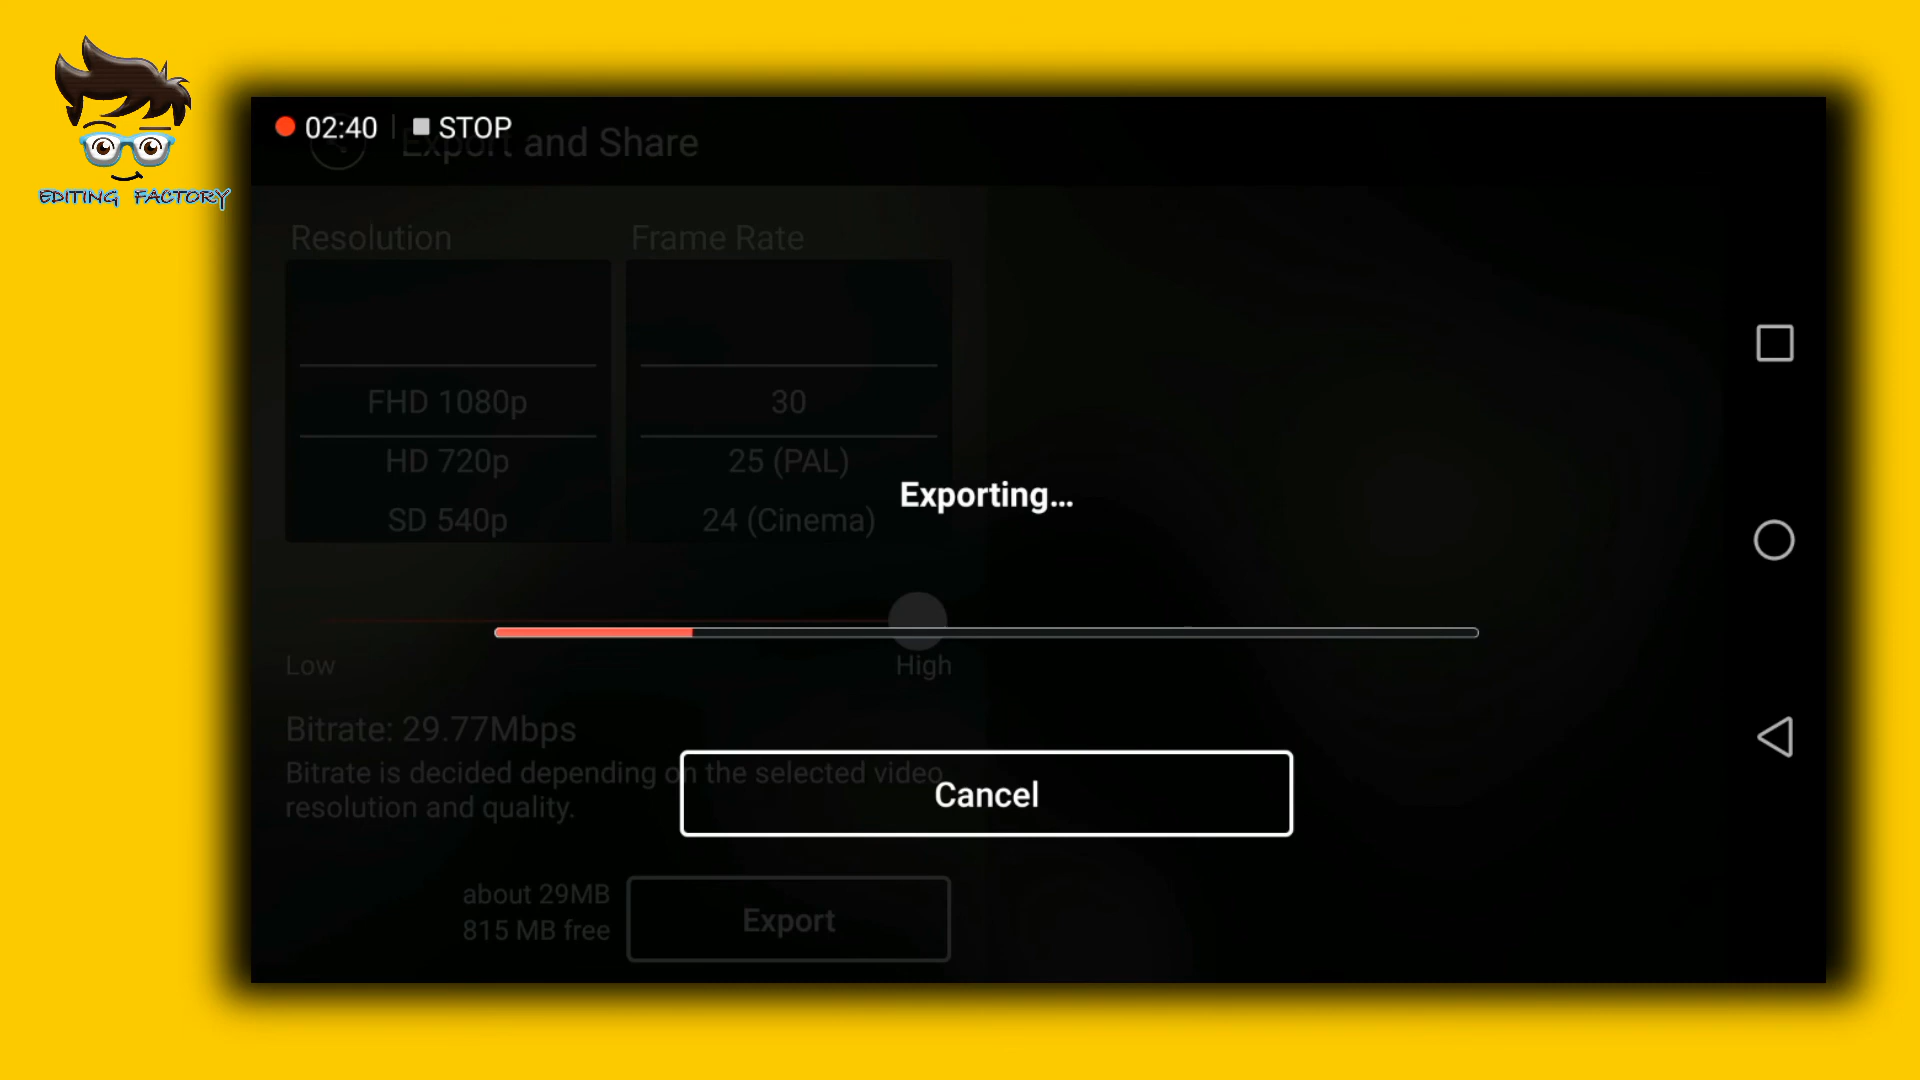 EDITING FACTORY
02:40 STOP
Export and Share
Resolution
Frame Rate
FHD 1080p
30
HD 720p
25 (PAL)
SD 540p
24 (Cinema)
Exporting...
Low
High
Bitrate: 29.77Mbps
Bitrate is decided depending on the selected video
resolution and quality.
Cancel
about 29MB
815 MB free
Export